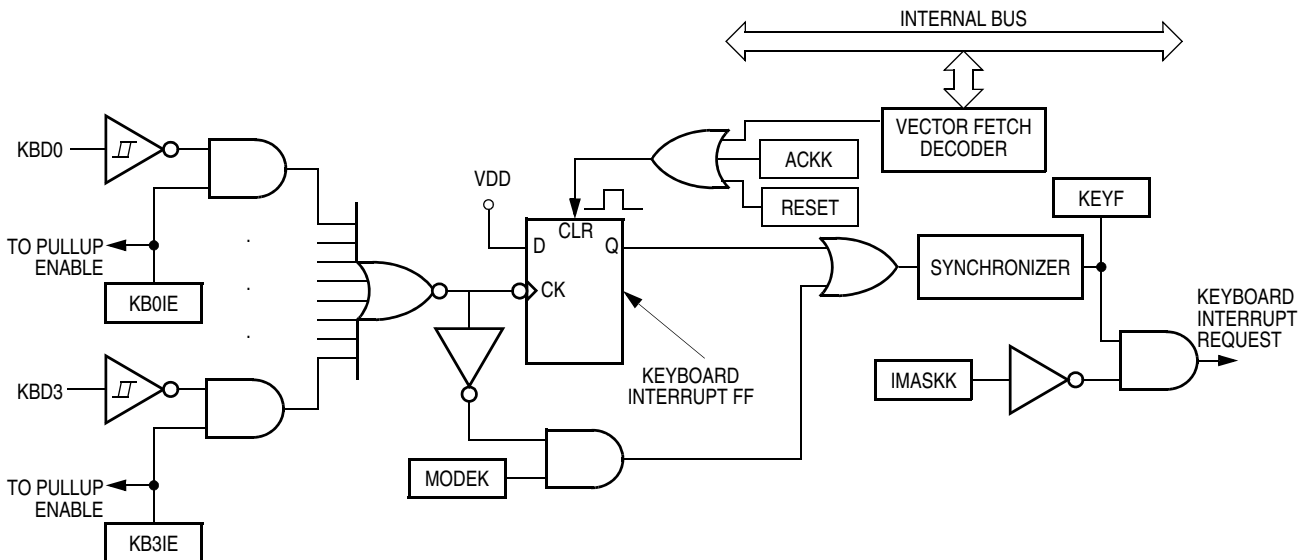 INTERNAL BUS
KBD0
VECTOR FETCH
DECODER
ACKK
RESET
VDD
KEYF
CLR
D
Q
CK
TO PULLUP
ENABLE
KB0IE
SYNCHRONIZER
KEYBOARD
INTERRUPT
REQUEST
KBD3
KEYBOARD
INTERRUPT FF
IMASKK
MODEK
TO PULLUP
ENABLE
KB3IE